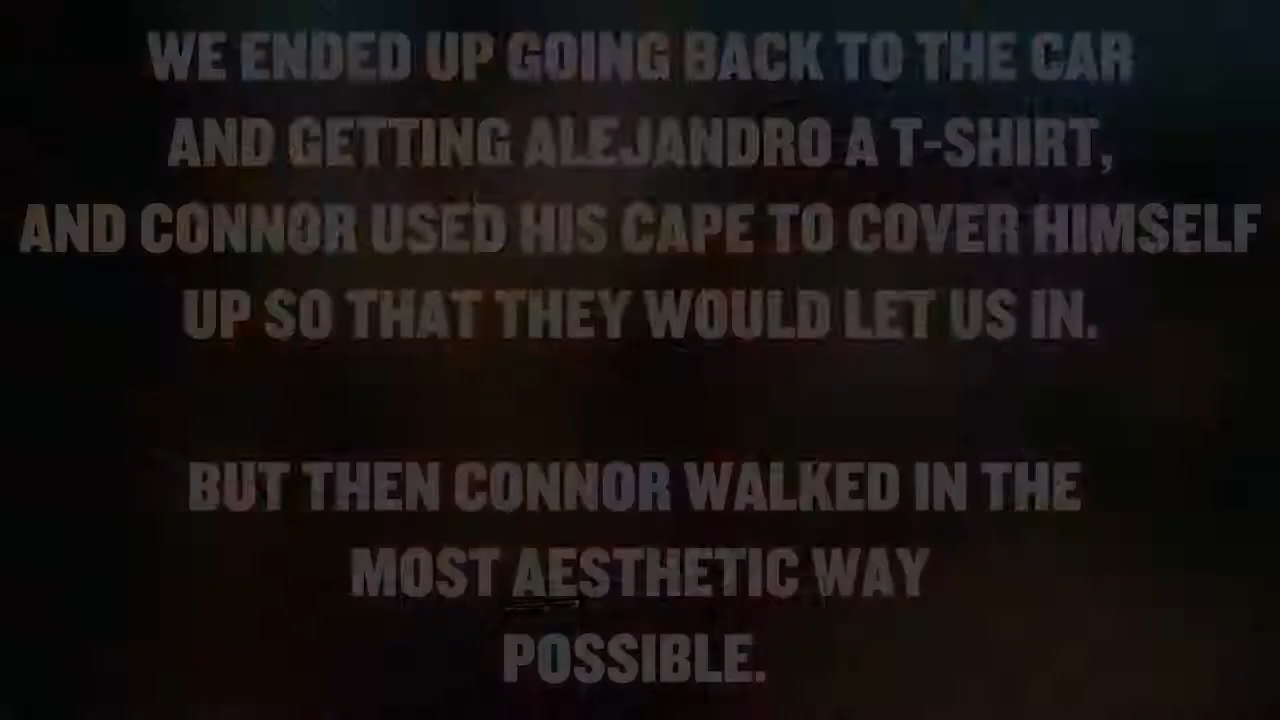 WE ENDED UP GOING BACK TO THE CAR
AND GETTING ALEJANDRO A T-SHIRT,
AND CONNOR USED HIS CAPE TO COVER HIMSELF
UP SO THAT THEY WOULD LET US IN.
BUT THEN CONNOR WALKED IN THE
MOST AESTHETIC WAY
POSSIBLE.